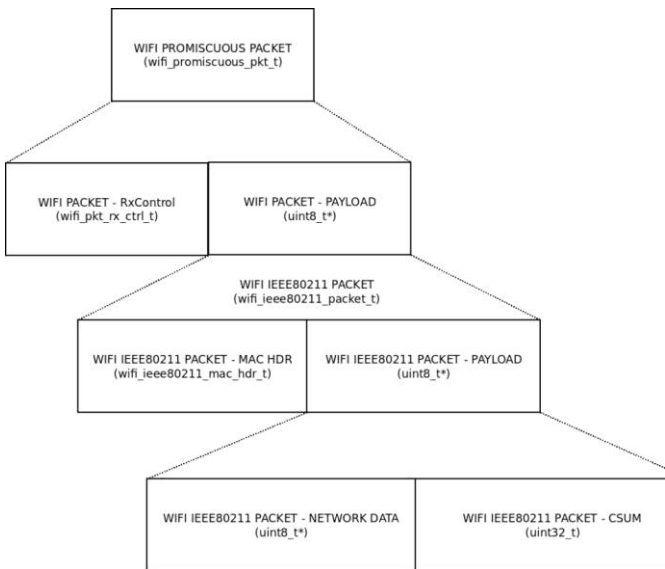 WIFI PROMISCUOUS PACKET
(wifi_promiscuous_pkt_t)
WIFI PACKET - RxControl
(wifi_pkt_rx_ctrl_t)
WIFI PACKET - PAYLOAD
(uint8_t*)
WIFI IEEE80211 PACKET
(wifi_ieee80211_packet_t)
WIFI IEEE80211 PACKET - MAC HDR
(wifi_ieee80211_mac_hdr_t)
WIFI IEEE80211 PACKET - PAYLOAD
(uint8_t*)
WIFI IEEE80211 PACKET - NETWORK DATA
(uint8_t*)
WIFI IEEE80211 PACKET - CSUM
(uint32_t)